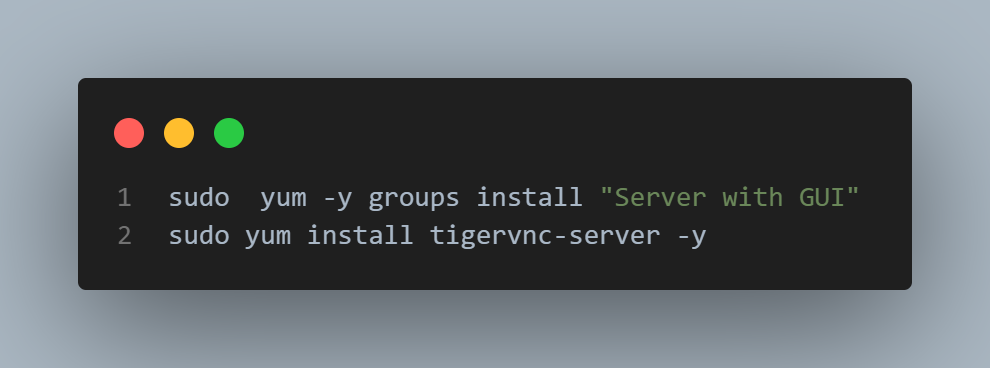 1 sudo  yum -y groups install "Server with GUI"
2 sudo yum install tigervnc-server -y